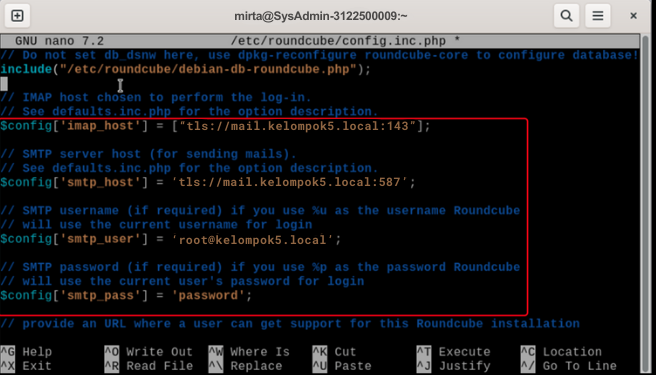 mirta@SysAdmin-3122500009:~
GNU nano 7.2 /etc/roundcube/config.inc.php *
// Do not set db_dsnw here, use dpkg-reconfigure roundcube-core to configure database!
include("/etc/roundcube/debian-db-roundcube.php");
// IMAP host chosen to perform the log-in.
// See defaults.inc.php for the option description.
$config['imap_host'] = ["tls://mail.kelompok5.local:143"];
// SMTP server host (for sending mails).
// See defaults.inc.php for the option description.
$config['smtp_host'] = 'tls://mail.kelompok5.local:587';
// SMTP username (if required) if you use %u as the username Roundcube
// will use the current username for login
$config['smtp_user'] = 'root@kelompok5.local';
// SMTP password (if required) if you use %p as the password Roundcube
// will use the current user's password for login
$config['smtp_pass'] = 'password';
// provide an URL where a user can get support for this Roundcube installation
^G Help ^O Write Out ^W Where Is ^K Cut ^T Execute ^C Location
^X Exit ^R Read File ^\ Replace ^U Paste ^J Justify ^/ Go To Line